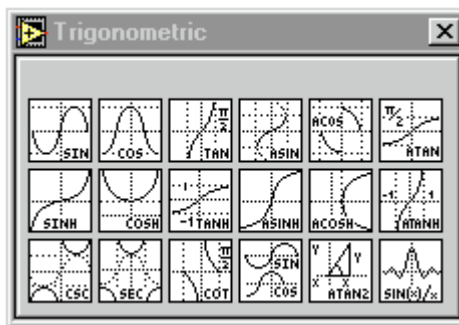 Trigonometric
SIN COS π/2 TAN ASIN ACOS π/2 ATAN
SINH COSH -1 -1 TANH ASINH ACOSH -1 1 ATANH
CSC SEC π/2 COT SIN COS Y X X Y ATAN2 SIN(x)/x